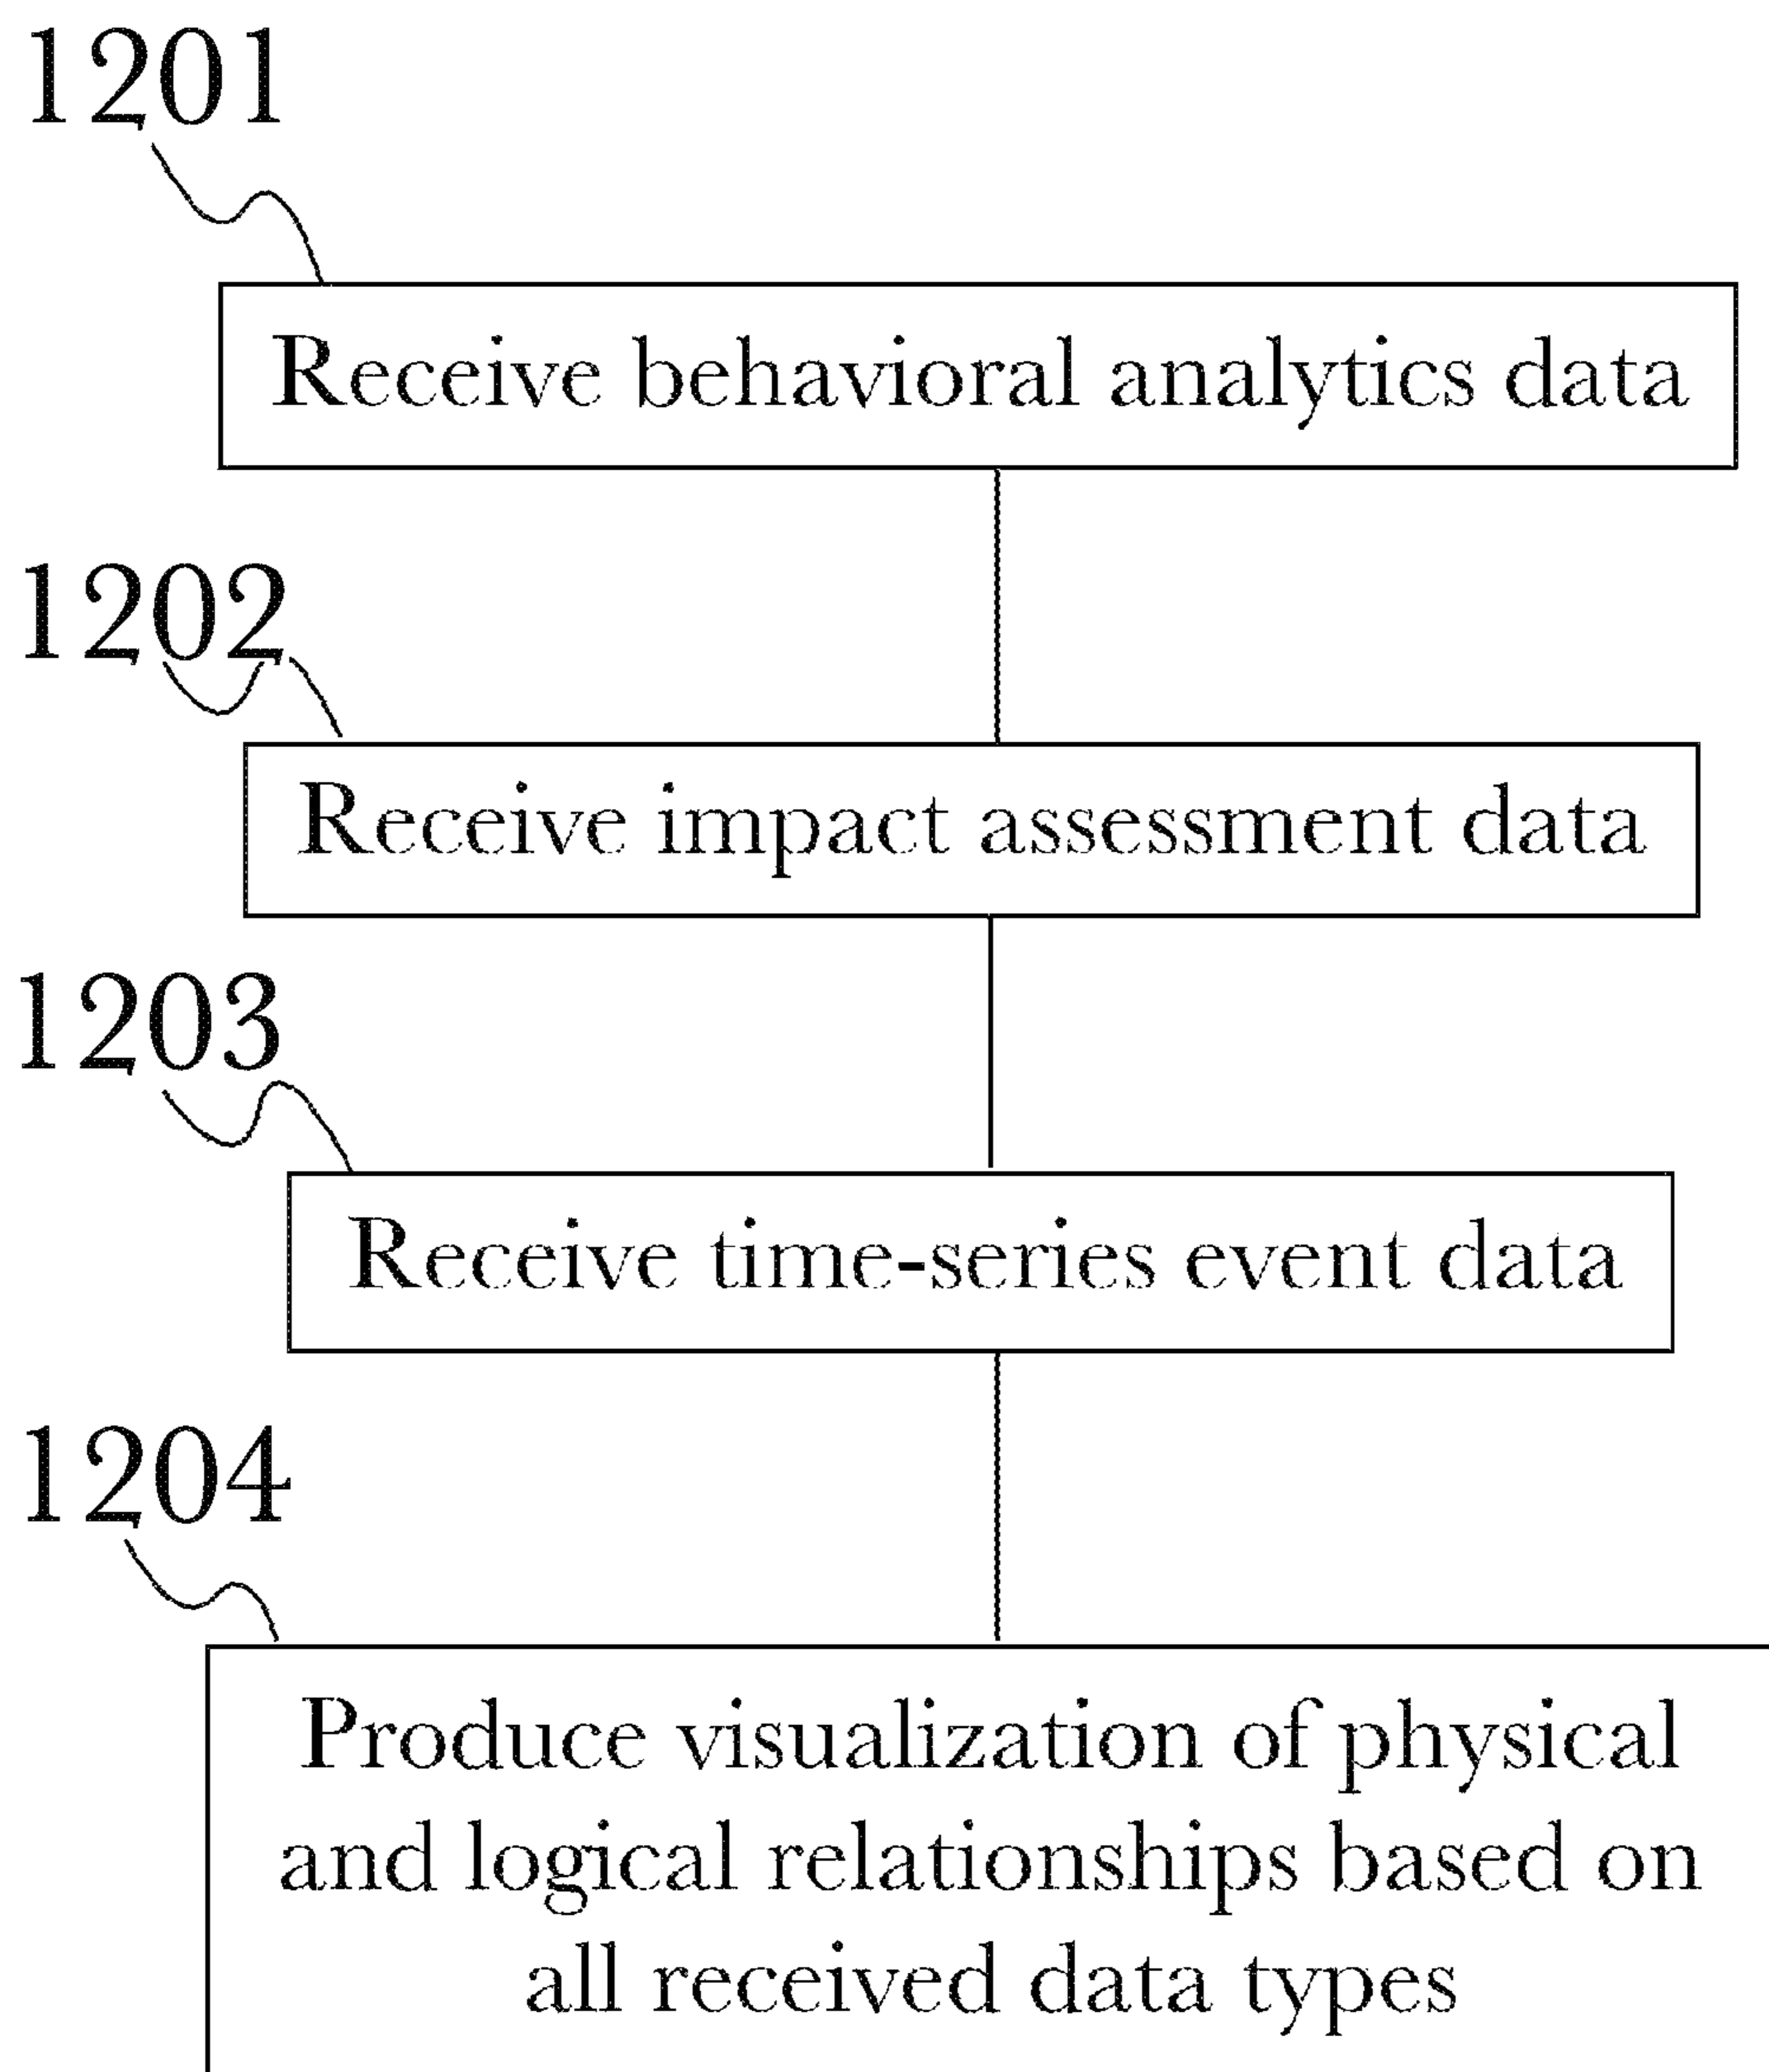 1201
Receive behavioral analytics data
1202
Receive impact assessment data
1203
Receive time-series event data
1204
Produce visualization of physical
and logical relationships based on
all received data types